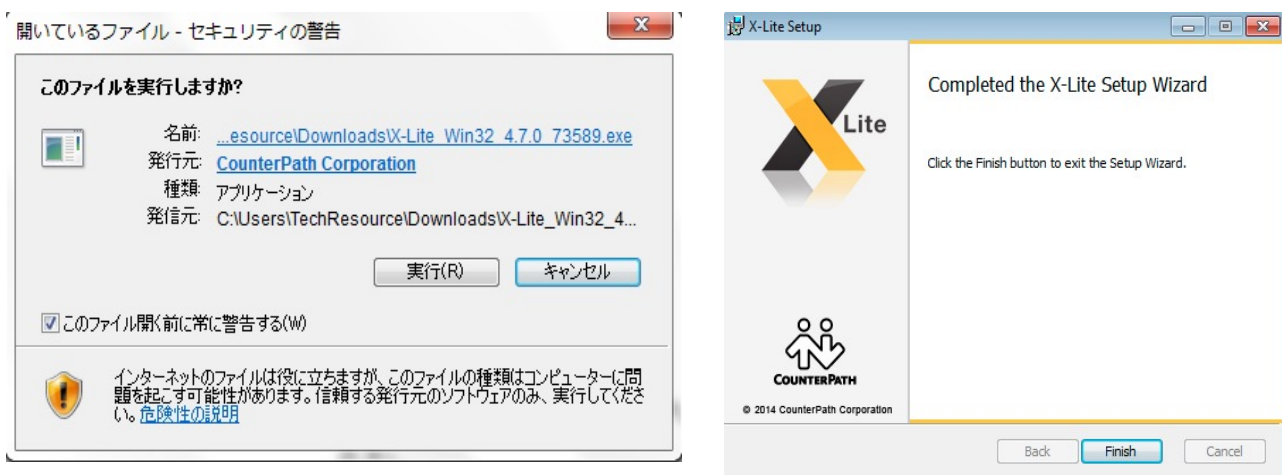 開いているファイル - セキュリティの警告
このファイルを実行しますか?
名前: ...esource\Downloads\X-Lite_Win32_4.7.0_73589.exe
発行元: CounterPath Corporation
種類: アプリケーション
発信元: C:\Users\TechResource\Downloads\X-Lite_Win32_4...
実行(R) キャンセル
このファイル開く前に常に警告する(W)
インターネットのファイルは役に立ちますが、このファイルの種類はコンピューターに問
題を起こす可能性があります。信頼する発行元のソフトウェアのみ、実行してくださ
い。危険性の説明
X-Lite Setup
Completed the X-Lite Setup Wizard
Lite
Click the Finish button to exit the Setup Wizard.
COUNTERPATH
© 2014 CounterPath Corporation
Back Finish Cancel